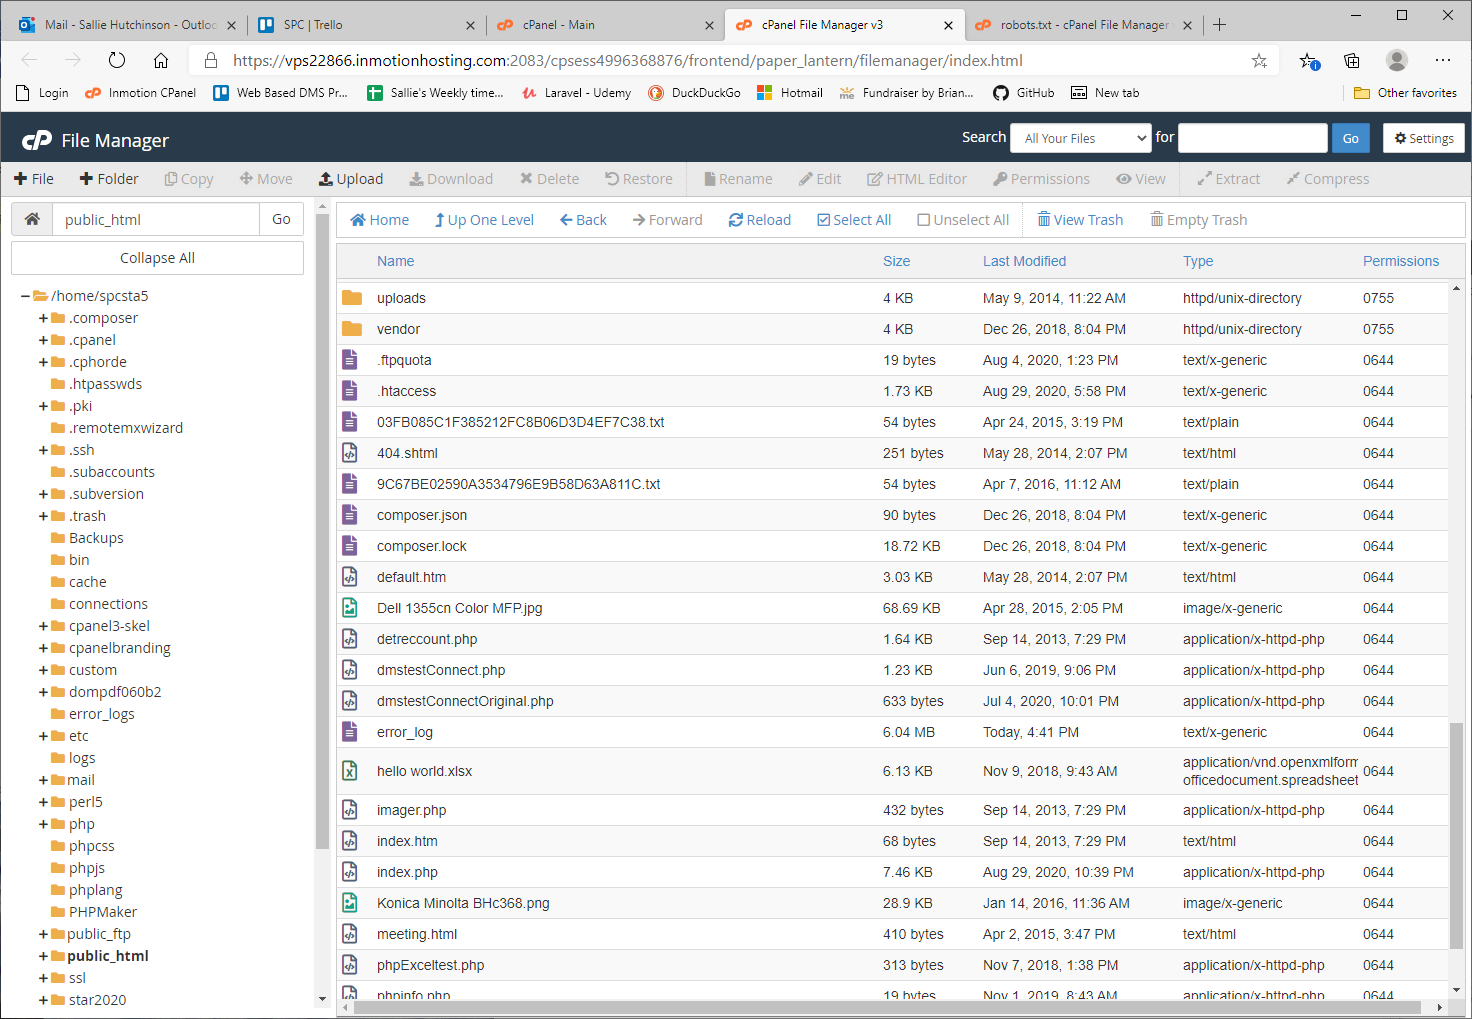 Mail - Sallie Hutchinson - Outloo
SPC | Trello
cPanel - Main
cPanel File Manager v3
robots.txt - cPanel File Manager
https://vps22866.inmotionhosting.com:2083/cpsess4996368876/frontend/paper_lantern/filemanager/index.html
Login
Inmotion CPanel
Web Based DMS Pr...
Sallie's Weekly time...
Laravel - Udemy
DuckDuckGo
Hotmail
Fundraiser by Brian...
GitHub
New tab
Other favorites
cP File Manager
Search All Your Files for Go Settings
File Folder Copy Move Upload Download Delete Restore Rename Edit HTML Editor Permissions View Extract Compress
public_html Go
Home Up One Level Back Forward Reload Select All Unselect All View Trash Empty Trash
Collapse All
/home/spcsta5
.composer
.cpanel
.cphorde
.htpasswds
.pki
.remotemxwizard
.ssh
.subaccounts
.subversion
.trash
Backups
bin
cache
connections
cpanel3-skel
cpanelbranding
custom
dompdf060b2
error_logs
etc
logs
mail
perl5
php
phpcss
phpjs
phplang
PHPMaker
public_ftp
public_html
ssl
star2020
Name Size Last Modified Type Permissions
uploads 4 KB May 9, 2014, 11:22 AM httpd/unix-directory 0755
vendor 4 KB Dec 26, 2018, 8:04 PM httpd/unix-directory 0755
.ftpquota 19 bytes Aug 4, 2020, 1:23 PM text/x-generic 0644
.htaccess 1.73 KB Aug 29, 2020, 5:58 PM text/x-generic 0644
03FB085C1F385212FC8B06D3D4EF7C38.txt 54 bytes Apr 24, 2015, 3:19 PM text/plain 0644
404.shtml 251 bytes May 28, 2014, 2:07 PM text/html 0644
9C67BE02590A3534796E9B58D63A811C.txt 54 bytes Apr 7, 2016, 11:12 AM text/plain 0644
composer.json 90 bytes Dec 26, 2018, 8:04 PM text/x-generic 0644
composer.lock 18.72 KB Dec 26, 2018, 8:04 PM text/x-generic 0644
default.htm 3.03 KB May 28, 2014, 2:07 PM text/html 0644
Dell 1355cn Color MFP.jpg 68.69 KB Apr 28, 2015, 2:05 PM image/x-generic 0644
detreccount.php 1.64 KB Sep 14, 2013, 7:29 PM application/x-httpd-php 0644
dmstestConnect.php 1.23 KB Jun 6, 2019, 9:06 PM application/x-httpd-php 0644
dmstestConnectOriginal.php 633 bytes Jul 4, 2020, 10:01 PM application/x-httpd-php 0644
error_log 6.04 MB Today, 4:41 PM text/x-generic 0644
hello world.xlsx 6.13 KB Nov 9, 2018, 9:43 AM application/vnd.openxmlform officedocument.spreadsheet 0644
imager.php 432 bytes Sep 14, 2013, 7:29 PM application/x-httpd-php 0644
index.htm 68 bytes Sep 14, 2013, 7:29 PM text/html 0644
index.php 7.46 KB Aug 29, 2020, 10:39 PM application/x-httpd-php 0644
Konica Minolta BHc368.png 28.9 KB Jan 14, 2016, 11:36 AM image/x-generic 0644
meeting.html 410 bytes Apr 2, 2015, 3:47 PM text/html 0644
phpExceltest.php 313 bytes Nov 7, 2018, 1:38 PM application/x-httpd-php 0644
phpinfo.php 19 bytes Nov 1, 2019, 8:43 AM application/x-httpd-php 0644